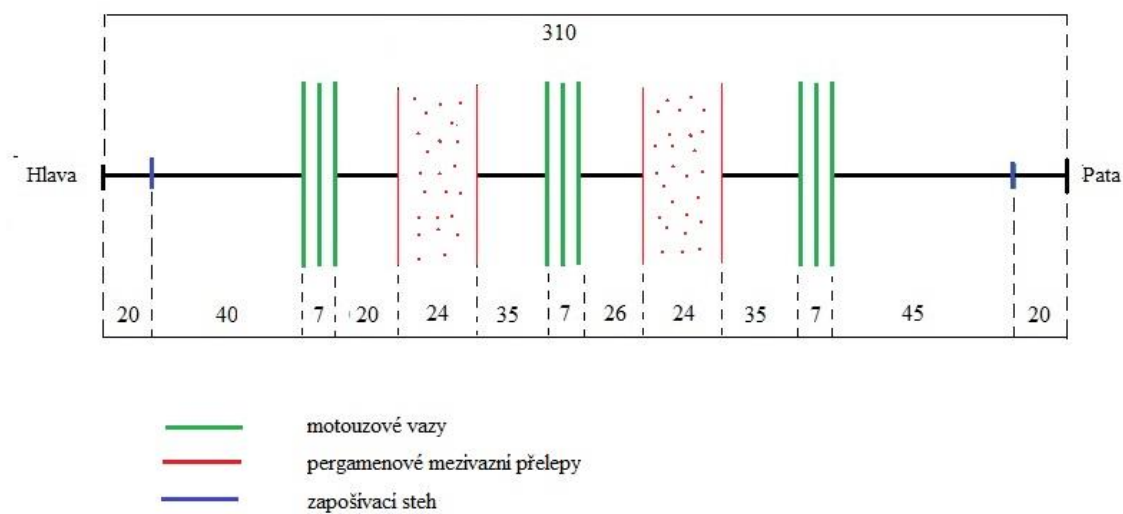 310
Hlava
Pata
20 40 7 20 24 35 7 26 24 35 7 45 20
motouzové vazy
pergamenové mezivazní přelepy
zapošívací steh